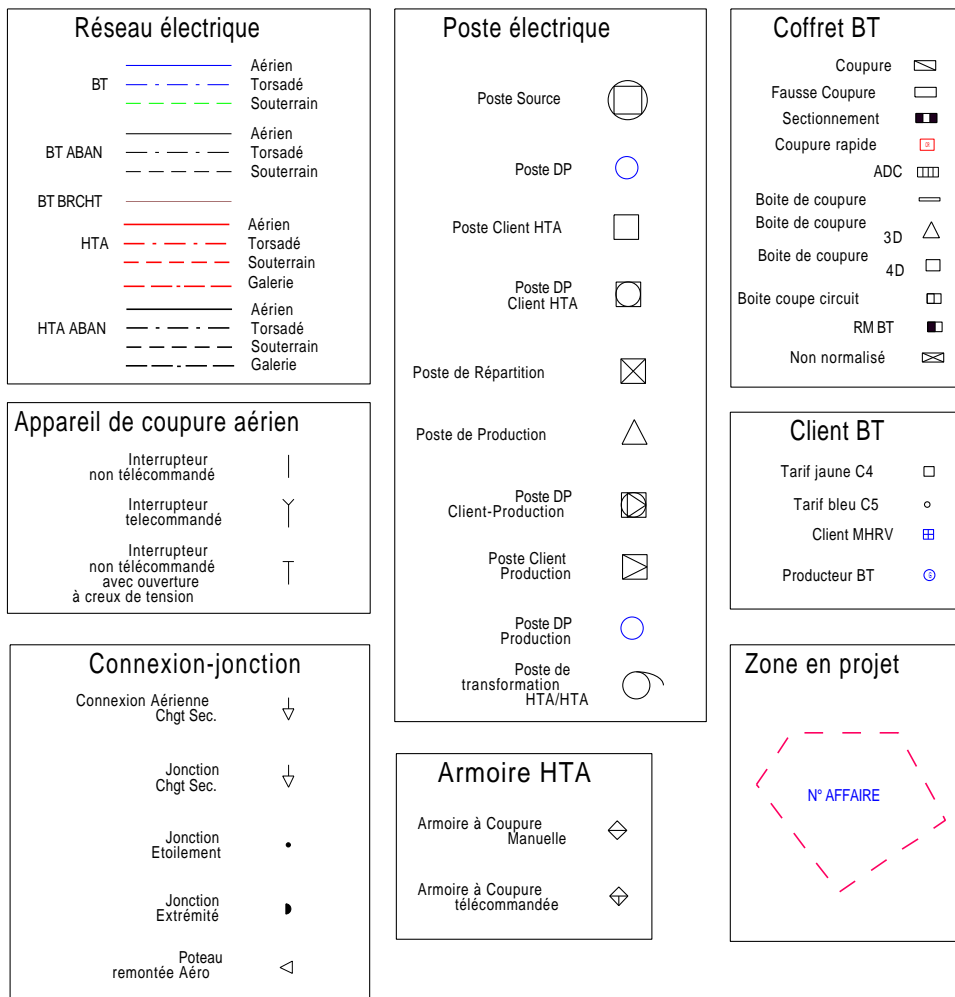 Réseau électrique
Aérien
BT
Torsadé
Souterrain
Aérien
BT ABAN
Torsadé
Souterrain
BT BRCHT
Aérien
HTA
Torsadé
Souterrain
Galerie
Aérien
HTA ABAN
Torsadé
Souterrain
Galerie
Appareil de coupure aérien
Interrupteur
non télécommandé
Interrupteur
telecommandé
Interrupteur
non télécommandé
avec ouverture
à creux de tension
Connexion-jonction
Connexion Aérienne
Chgt Sec.
Jonction
Chgt Sec.
Jonction
Etoilement
Jonction
Extrémité
Poteau
remontée Aéro
Poste électrique
Poste Source
Poste DP
Poste Client HTA
Poste DP
Client HTA
Poste de Répartition
Poste de Production
Poste DP
Client-Production
Poste Client
Production
Poste DP
Production
Poste de
transformation
HTA/HTA
Armoire HTA
Armoire à Coupure
Manuelle
Armoire à Coupure
télécommandée
Coffret BT
Coupure
Fausse Coupure
Sectionnement
Coupure rapide
ADC
Boite de coupure
Boite de coupure
3D
Boite de coupure
4D
Boite coupe circuit
RM BT
Non normalisé
Client BT
Tarif jaune C4
Tarif bleu C5
Client MHRV
Producteur BT
Zone en projet
N° AFFAIRE